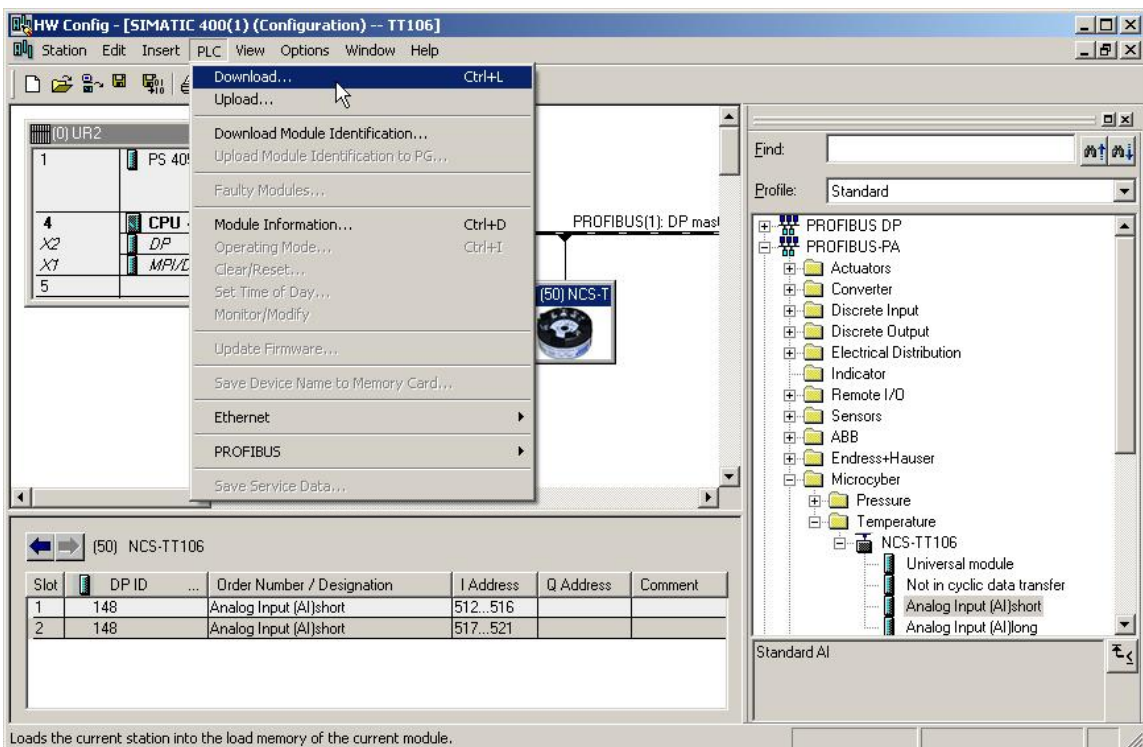 HW Config - [SIMATIC 400(1) (Configuration) -- TT106]
Station Edit Insert PLC View Options Window Help
Download... Ctrl+L
Upload...
Download Module Identification...
Upload Module Identification to PG...
Faulty Modules...
Module Information... Ctrl+D
Operating Mode... Ctrl+I
Clear/Reset...
Set Time of Day...
Monitor/Modify
Update Firmware...
Save Device Name to Memory Card...
Ethernet
PROFIBUS
Save Service Data...
(0) UR2
1 PS 40
4 CPU
X2 DP
X1 MPI/D
5
PROFIBUS(1): DP mast
(50) NCS-T
Find:
Profile: Standard
PROFIBUS DP
PROFIBUS-PA
Actuators
Converter
Discrete Input
Discrete Output
Electrical Distribution
Indicator
Remote I/O
Sensors
ABB
Endress+Hauser
Microcyber
Pressure
Temperature
NCS-TT106
Universal module
Not in cyclic data transfer
Analog Input (AI)short
Analog Input (AI)long
Standard AI
(50) NCS-TT106
Slot DP ID ... Order Number / Designation I Address Q Address Comment
1 148 Analog Input (AI)short 512...516
2 148 Analog Input (AI)short 517...521
Loads the current station into the load memory of the current module.